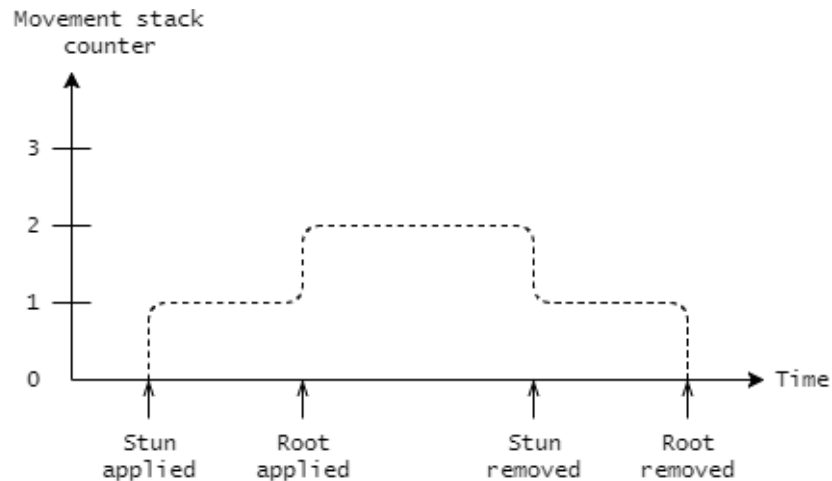 Movement stack
counter
3
2
1
0
Time
Stun
applied
Root
applied
Stun
removed
Root
removed